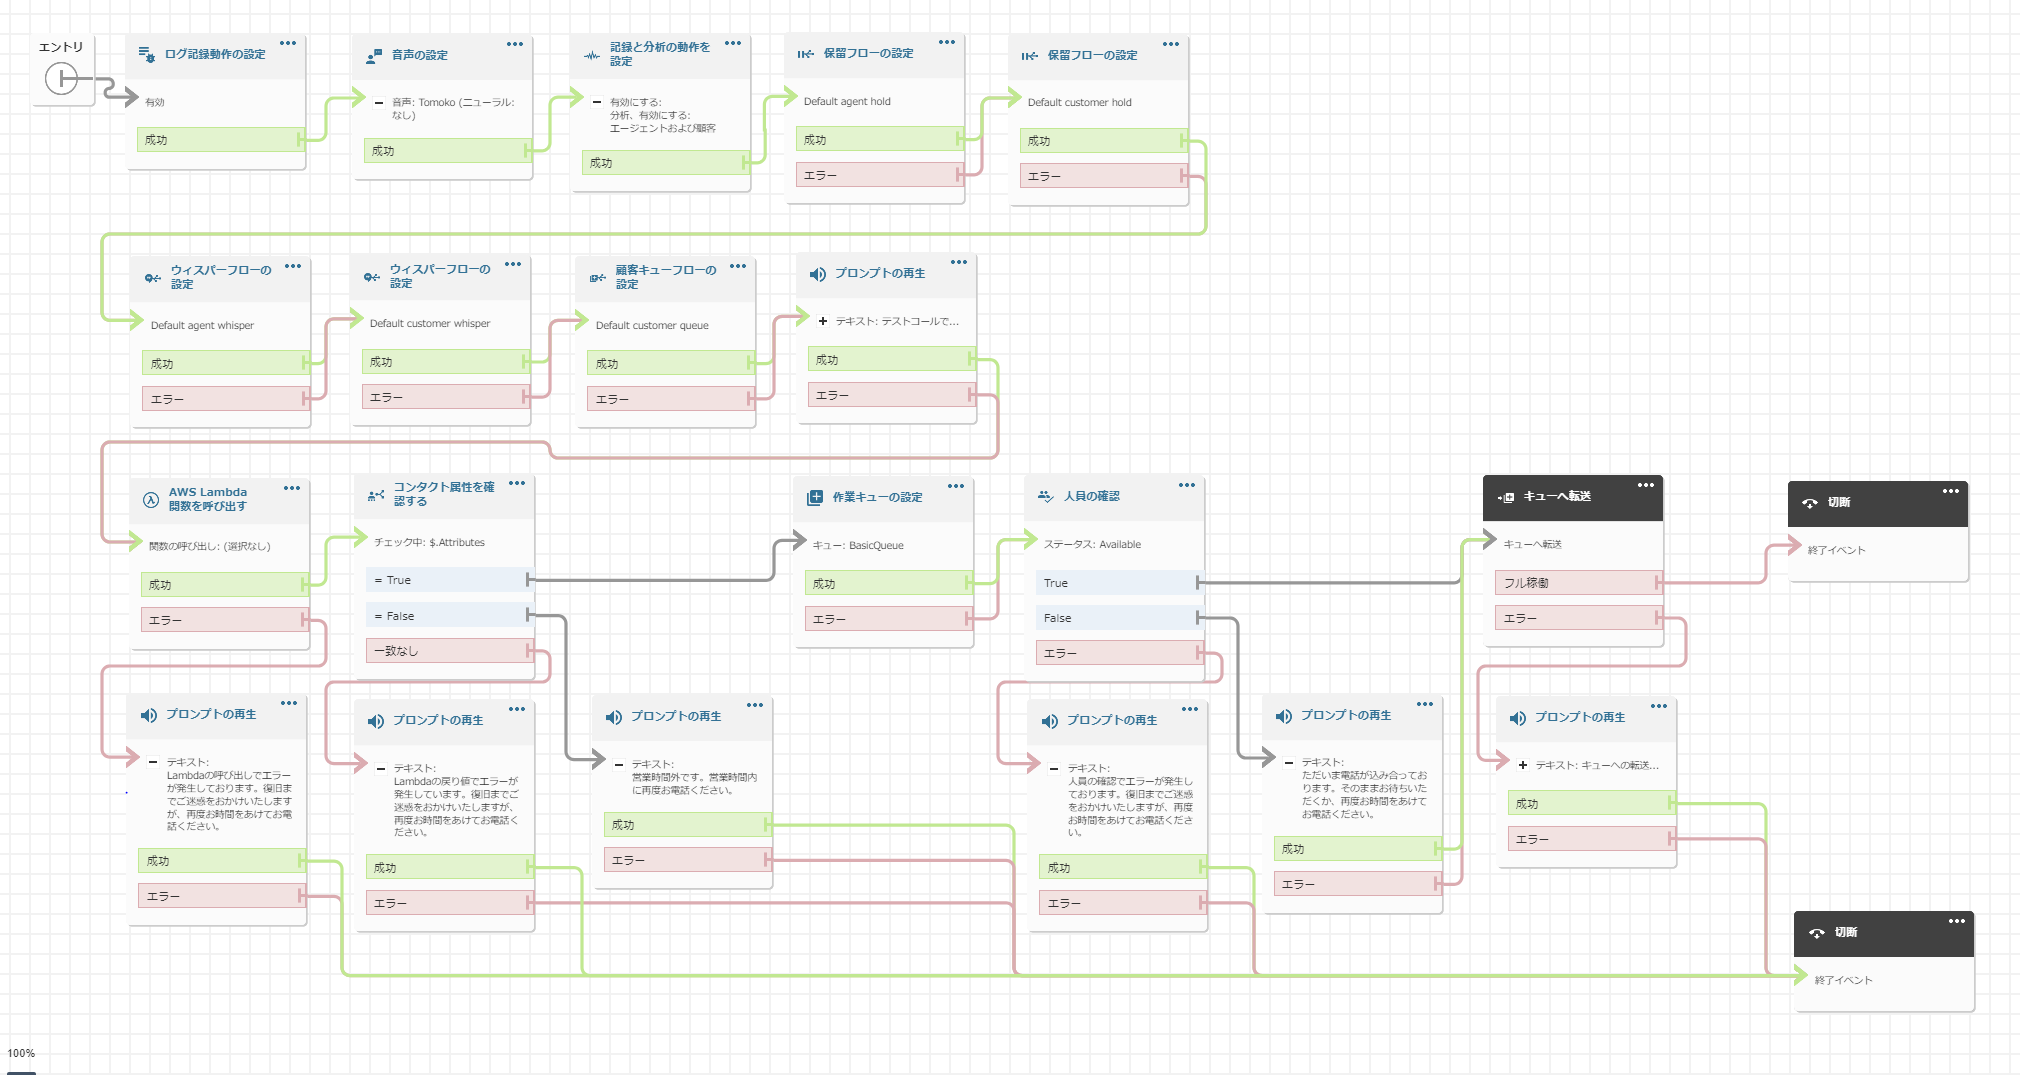 エントリ
ログ記録動作の設定
有効
成功
音声の設定
音声: Tomoko (ニューラル:
なし)
成功
記録と分析の動作を
設定
有効にする:
分析、有効にする:
エージェントおよび顧客
成功
保留フローの設定
Default agent hold
成功
エラー
保留フローの設定
Default customer hold
成功
エラー
ウィスパーフローの
設定
Default agent whisper
成功
エラー
ウィスパーフローの
設定
Default customer whisper
成功
エラー
顧客キューフローの
設定
Default customer queue
成功
エラー
プロンプトの再生
テキスト: テストコールで...
成功
エラー
AWS Lambda
関数を呼び出す
関数の呼び出し: (選択なし)
成功
エラー
コンタクト属性を確
認する
チェック中: $.Attributes
= True
= False
一致なし
作業キューの設定
キュー: BasicQueue
成功
エラー
人員の確認
ステータス: Available
True
False
エラー
キューへ転送
キューへ転送
フル稼働
エラー
切断
終了イベント
プロンプトの再生
テキスト:
Lambdaの呼び出しでエラー
が発生しております。復旧ま
でご迷惑をおかけいたします
が、再度お時間をあけてお電
話ください。
成功
エラー
プロンプトの再生
テキスト:
Lambdaの戻り値でエラーが
発生しています。復旧までご
迷惑をおかけいたしますが、
再度お時間をあけてお電話く
ださい。
成功
エラー
プロンプトの再生
テキスト:
営業時間外です。営業時間内
に再度お電話ください。
成功
エラー
プロンプトの再生
テキスト:
人員の確認でエラーが発生し
ております。復旧までご迷惑
をおかけいたしますが、再度
お時間をあけてお電話くださ
い。
成功
エラー
プロンプトの再生
テキスト:
ただいま電話が込み合ってお
ります。そのままお待ちいた
だくか、再度お時間をあけて
お電話ください。
成功
エラー
プロンプトの再生
テキスト: キューへの転送...
成功
エラー
切断
終了イベント
100%